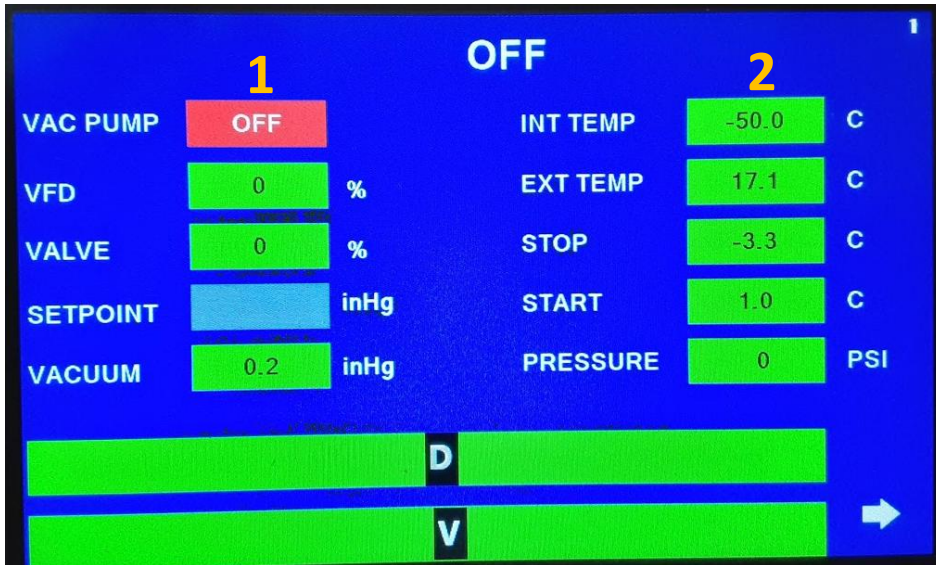 1
OFF
1
2
VAC PUMP OFF
INT TEMP -50.0 C
VFD 0 %
EXT TEMP 17.1 C
VALVE 0 %
STOP -3.3 C
SETPOINT inHg
START 1.0 C
VACUUM 0.2 inHg
PRESSURE 0 PSI
D
V